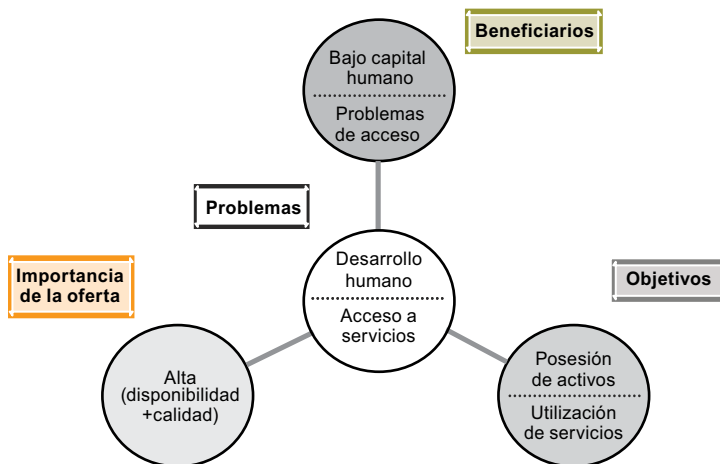 Beneficiarios
Bajo capital
humano
Problemas
de acceso
Problemas
Desarrollo
humano
Acceso a
servicios
Importancia
de la oferta
Objetivos
Alta
(disponibilidad
+calidad)
Posesión
de activos
Utilización
de servicios